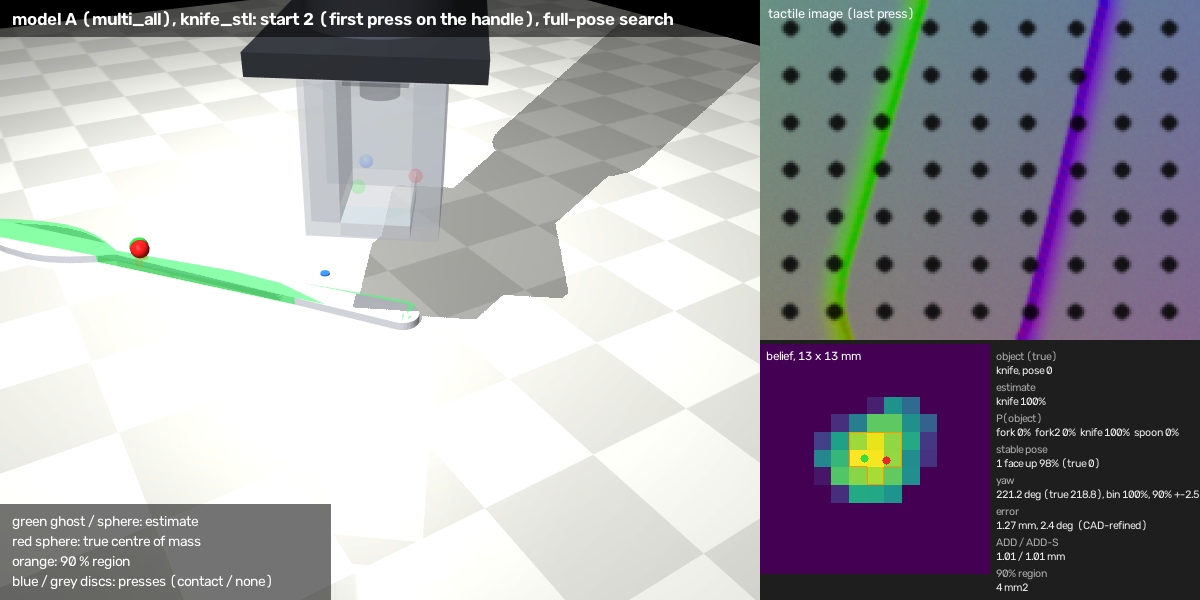 model A (multi_all), knife_stl: start 2 (first press on the handle), full-pose search
tactile image (last press)
belief, 13 x 13 mm
object (true)
knife, pose 0
estimate
knife 100%
P(object)
fork 0% fork2 0% knife 100% spoon 0%
stable pose
1 face up 98% (true 0)
yaw
221.2 deg (true 218.8), bin 100%, 90% +-2.5
error
1.27 mm, 2.4 deg (CAD-refined)
ADD / ADD-S
1.01 / 1.01 mm
90% region
4 mm2
green ghost / sphere: estimate
red sphere: true centre of mass
orange: 90 % region
blue / grey discs: presses (contact / none)